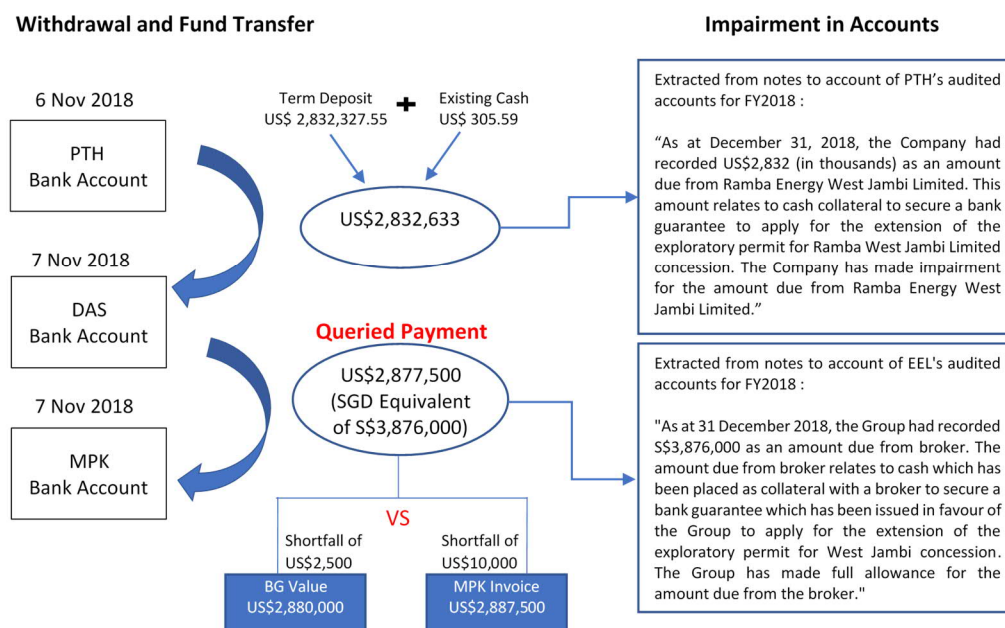 Withdrawal and Fund Transfer
6 Nov 2018
PTH
Bank Account
7 Nov 2018
DAS
Bank Account
7 Nov 2018
MPK
Bank Account
Term Deposit
US$ 2,832,327.55
+
Existing Cash
US$ 305.59
US$2,832,633
Queried Payment
US$2,877,500
(SGD Equivalent
of S$3,876,000)
VS
Shortfall of
US$2,500
BG Value
US$2,880,000
Shortfall of
US$10,000
MPK Invoice
US$2,887,500
Impairment in Accounts
Extracted from notes to account of PTH's audited
accounts for FY2018 :
“As at December 31, 2018, the Company had
recorded US$2,832 (in thousands) as an amount
due from Ramba Energy West Jambi Limited. This
amount relates to cash collateral to secure a bank
guarantee to apply for the extension of the
exploratory permit for Ramba West Jambi Limited
concession. The Company has made impairment
for the amount due from Ramba Energy West
Jambi Limited.”
Extracted from notes to account of EEL's audited
accounts for FY2018 :
"As at 31 December 2018, the Group had recorded
S$3,876,000 as an amount due from broker. The
amount due from broker relates to cash which has
been placed as collateral with a broker to secure a
bank guarantee which has been issued in favour of
the Group to apply for the extension of the
exploratory permit for West Jambi concession.
The Group has made full allowance for the
amount due from the broker."